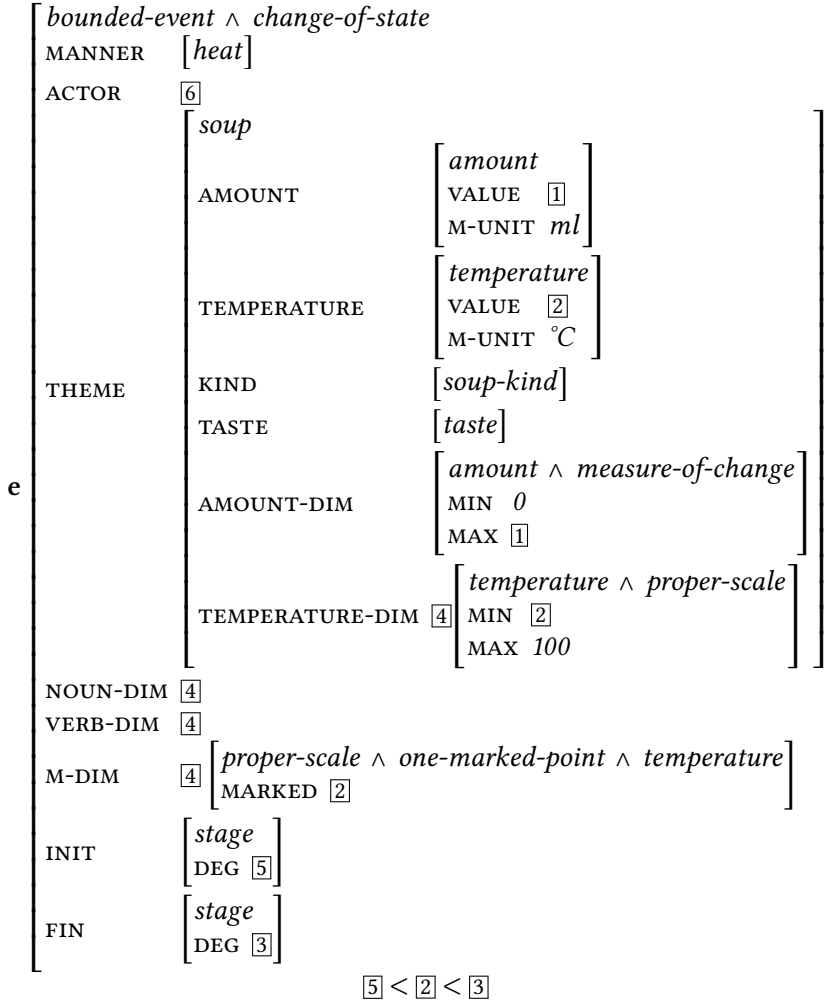 bounded-event ∧ change-of-state
MANNER [heat]
ACTOR 6
soup
AMOUNT
amount
VALUE 1
M-UNIT ml
TEMPERATURE
temperature
VALUE 2
M-UNIT °C
THEME
KIND [soup-kind]
TASTE [taste]
e
AMOUNT-DIM
amount ∧ measure-of-change
MIN 0
MAX 1
TEMPERATURE-DIM 4
temperature ∧ proper-scale
MIN 2
MAX 100
NOUN-DIM 4
VERB-DIM 4
M-DIM 4
proper-scale ∧ one-marked-point ∧ temperature
MARKED 2
INIT
stage
DEG 5
FIN
stage
DEG 3
5 < 2 < 3